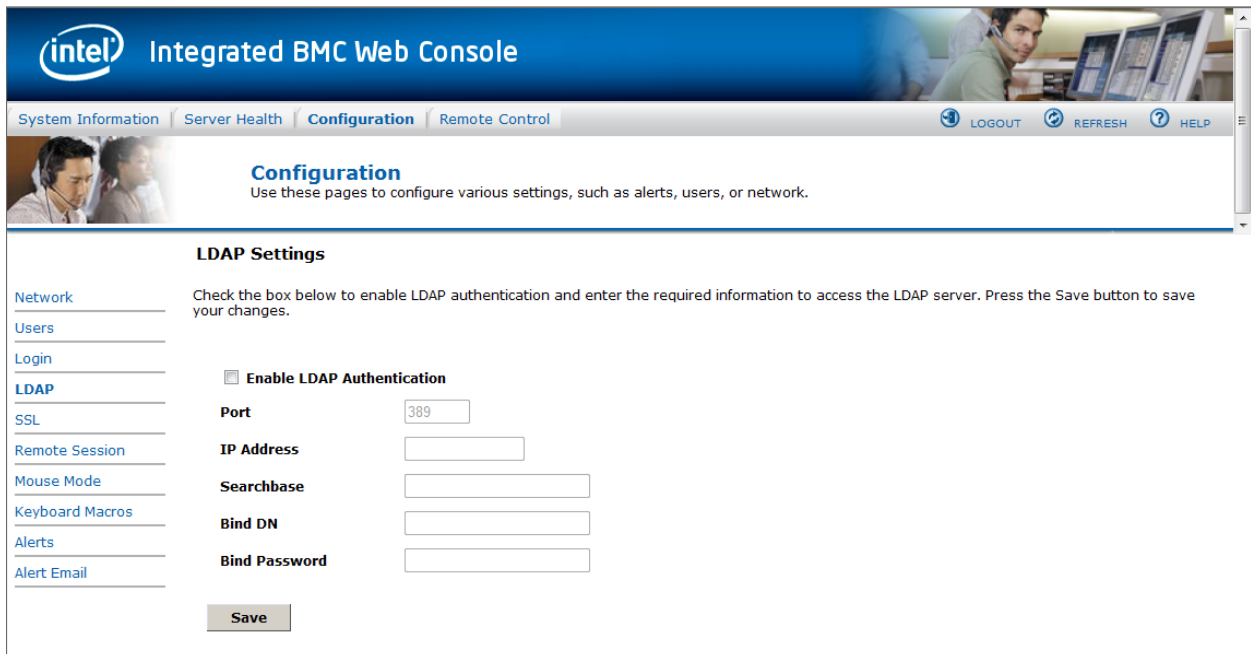 intel Integrated BMC Web Console
System Information Server Health Configuration Remote Control LOGOUT REFRESH HELP
Configuration
Use these pages to configure various settings, such as alerts, users, or network.
LDAP Settings
Check the box below to enable LDAP authentication and enter the required information to access the LDAP server. Press the Save button to save
your changes.
Network
Users
Login
LDAP
SSL
Remote Session
Mouse Mode
Keyboard Macros
Alerts
Alert Email
Enable LDAP Authentication
Port 389
IP Address
Searchbase
Bind DN
Bind Password
Save